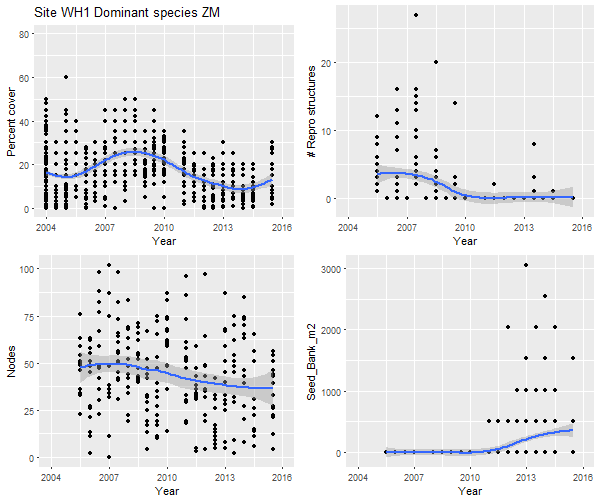 Site WH1 Dominant species ZM
Percent cover
80
60
40
20
0
2004 2007 2010 2013 2016
Year
# Repro structures
20
10
0
2004 2007 2010 2013 2016
Year
Nodes
100
75
50
25
0
2004 2007 2010 2013 2016
Year
Seed_Bank_m2
3000
2000
1000
0
2004 2007 2010 2013 2016
Year